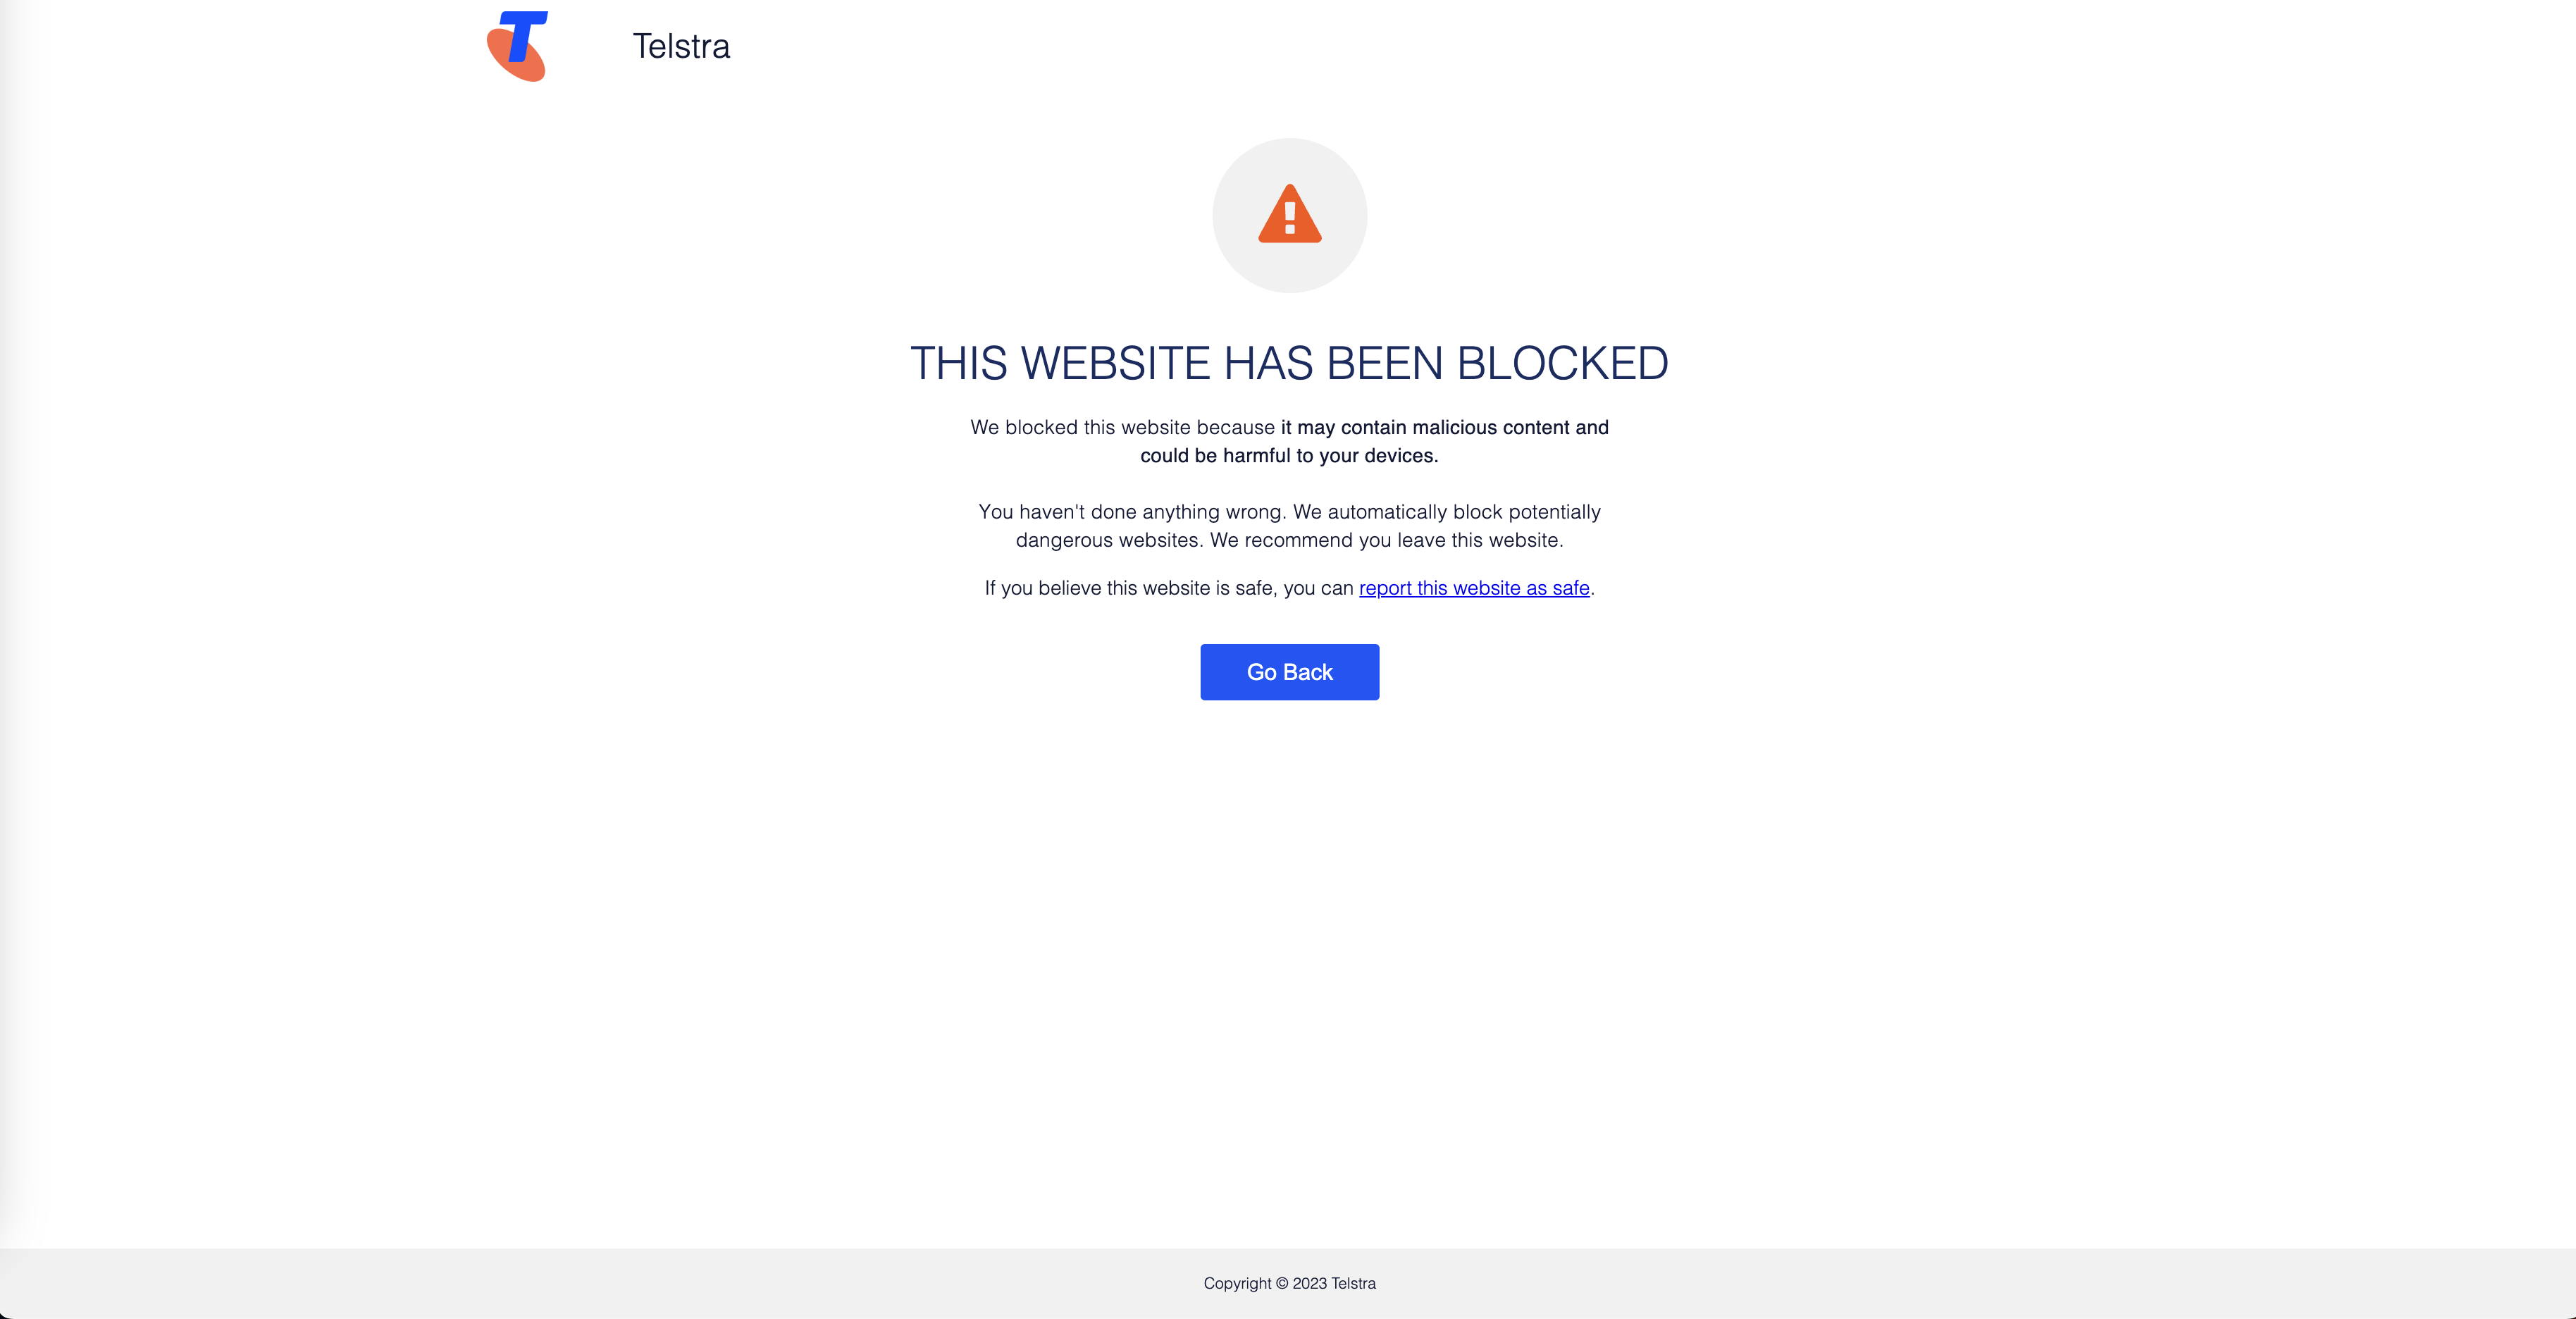 Telstra
THIS WEBSITE HAS BEEN BLOCKED
We blocked this website because it may contain malicious content and
could be harmful to your devices.
You haven't done anything wrong. We automatically block potentially
dangerous websites. We recommend you leave this website.
If you believe this website is safe, you can report this website as safe.
Go Back
Copyright © 2023 Telstra